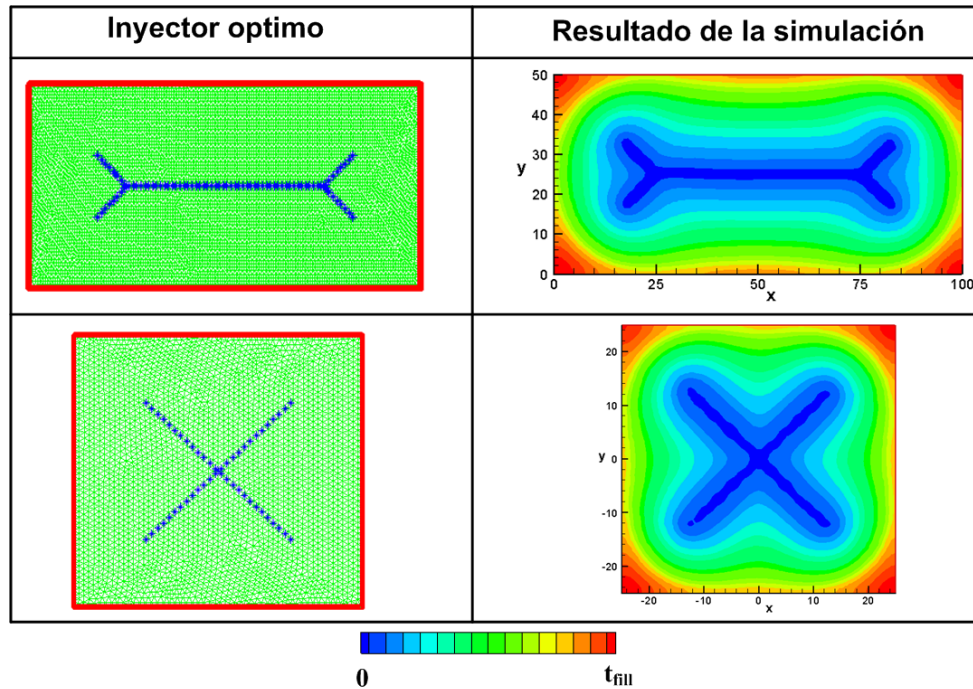 Inyector optimo
Resultado de la simulación
50
40
30
y
20
10
0
0 25 50 75 100
x
20
10
y 0
-10
-20
-20 -10 0 10 20
x
0 tfill